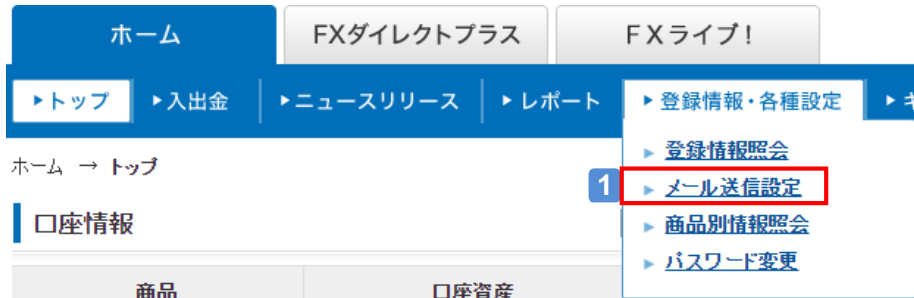 ホーム FXダイレクトプラス FXライブ!
▶トップ ▶入出金 ▶ニュースリリース ▶レポート ▶登録情報・各種設定 ▶
ホーム → トップ
▶ 登録情報照会
1 ▶ メール送信設定
口座情報
▶ 商品別情報照会
▶ パスワード変更
商品 口座資産